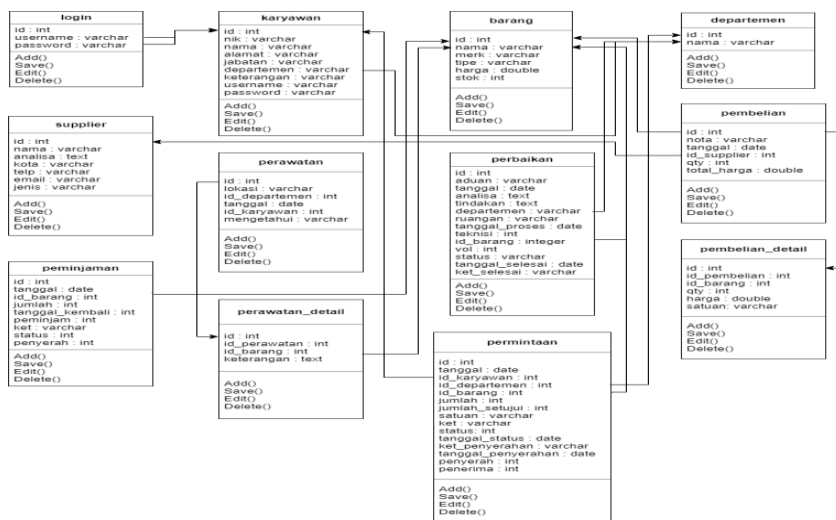 login
id : int
username : varchar
password : varchar
Add()
Save()
Edit()
Delete()
karyawan
id : int
nik : varchar
nama : varchar
alamat : varchar
jabatan : varchar
departemen : varchar
keterangan : varchar
username : varchar
password : varchar
Add()
Save()
Edit()
Delete()
barang
id : int
nama : varchar
merk : varchar
tipe : varchar
harga : double
stok : int
Add()
Save()
Edit()
Delete()
departemen
id : int
nama : varchar
Add()
Save()
Edit()
Delete()
supplier
id : int
nama : varchar
analisa : text
kota : varchar
telp : varchar
email : varchar
jenis : varchar
Add()
Save()
Edit()
Delete()
perawatan
id : int
lokasi : varchar
id_departemen : int
tanggal : date
id_karyawan : int
mengetahui : varchar
Add()
Save()
Edit()
Delete()
perbaikan
id : int
aduan : varchar
tanggal : date
analisa : text
tindakan : text
departemen : varchar
ruangan : varchar
tanggal_proses : date
teknisi : int
id_barang : integer
vol : int
status : varchar
tanggal_selesai : date
ket_selesai : varchar
Add()
Save()
Edit()
Delete()
pembelian
id : int
nota : varchar
tanggal : date
id_supplier : int
qty : int
total_harga : double
Add()
Save()
Edit()
Delete()
peminjaman
id : int
tanggal : date
id_barang : int
jumlah : int
tanggal_kembali : int
peminjam : int
ket : varchar
status : int
penyerah : int
Add()
Save()
Edit()
Delete()
perawatan_detail
id : int
id_perawatan : int
id_barang : int
keterangan : text
Add()
Save()
Edit()
Delete()
permintaan
id : int
tanggal : date
id_karyawan : int
id_departemen : int
id_barang : int
jumlah : int
jumlah_setujui : int
satuan : varchar
ket : varchar
status: int
tanggal_status : date
ket_penyerahan : varchar
tanggal_penyerahan : date
penyerah : int
penerima : int
Add()
Save()
Edit()
Delete()
pembelian_detail
id : int
id_pembelian : int
id_barang : int
qty : int
harga : double
satuan: varchar
Add()
Save()
Edit()
Delete()